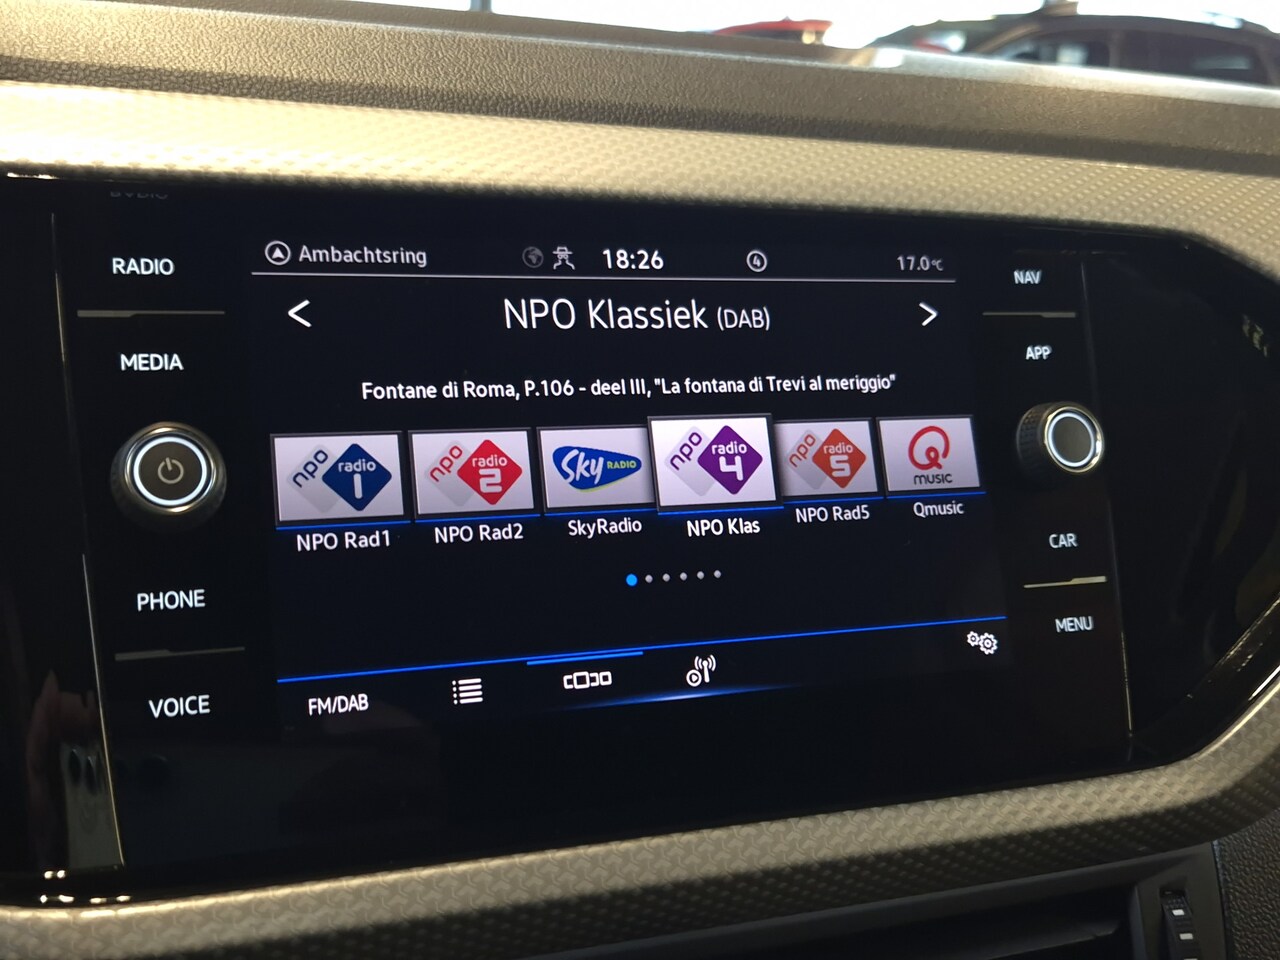 RADIO
MEDIA
PHONE
VOICE
Ambachtsring
18:26
4
17.0°C
NPO Klassiek (DAB)
Fontane di Roma, P.106 - deel III, "La fontana di Trevi al meriggio"
npo radio 1
npo radio 2
Sky RADIO
npo radio 4
npo radio 5
Q MUSIC
NPO Rad1
NPO Rad2
SkyRadio
NPO Klas
NPO Rad5
Qmusic
FM/DAB
NAV
APP
CAR
MENU